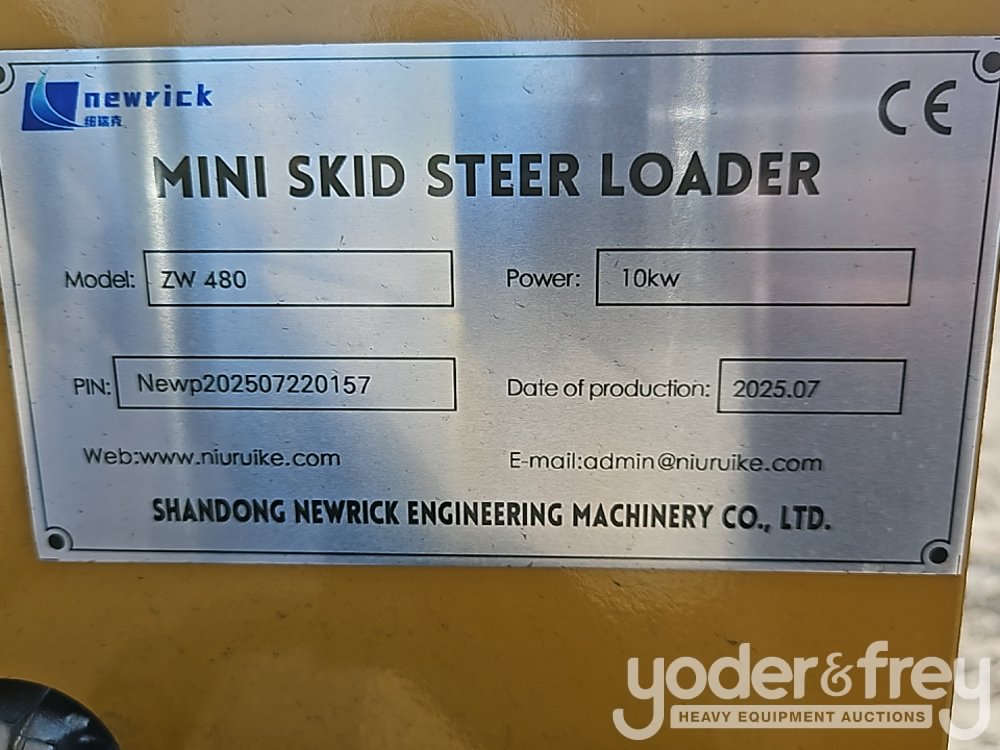 newrick
纽瑞克
CE
MINI SKID STEER LOADER
Model: ZW 480
Power: 10kw
PIN: Newp202507220157
Date of production: 2025.07
Web:www.niuruike.com
E-mail:admin@niuruike.com
SHANDONG NEWRICK ENGINEERING MACHINERY CO., LTD.
yoder&frey
HEAVY EQUIPMENT AUCTIONS